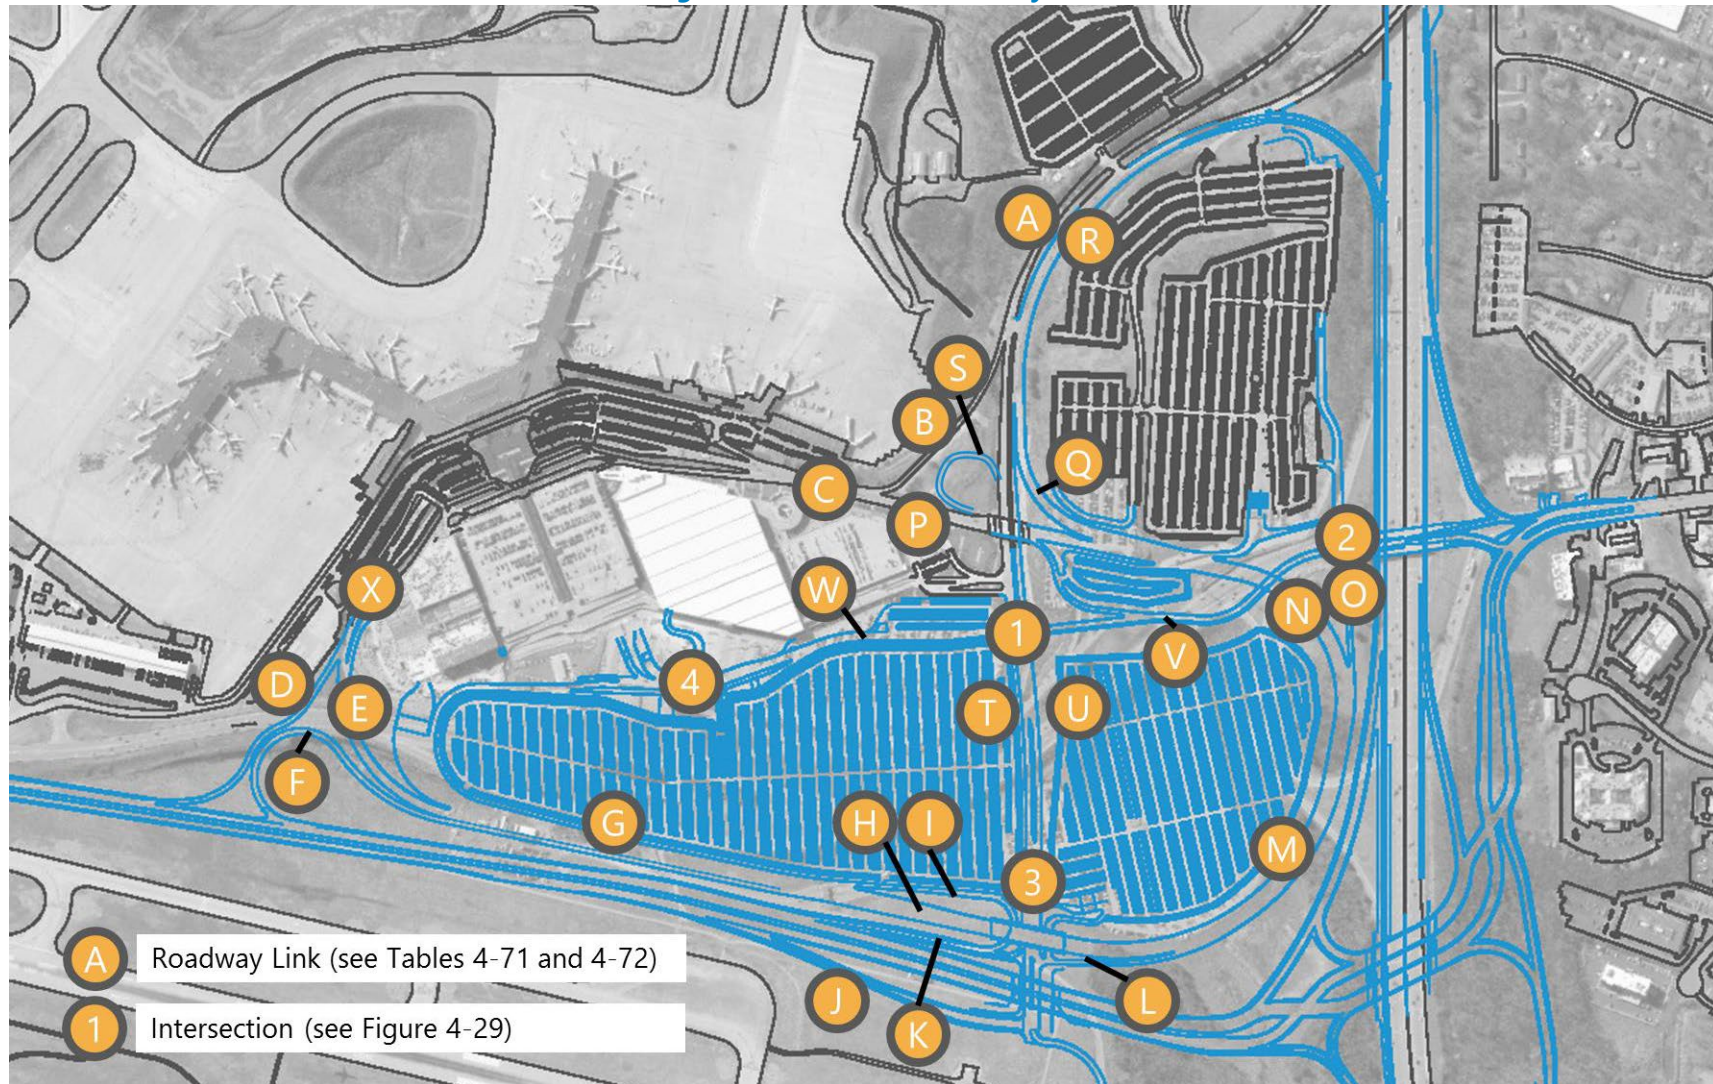 A
R
S
B
Q
C
P
2
X
W
N
O
1
V
4
D
E
T
U
F
G
H
I
M
3
A Roadway Link (see Tables 4-71 and 4-72)
J
L
K
1 Intersection (see Figure 4-29)